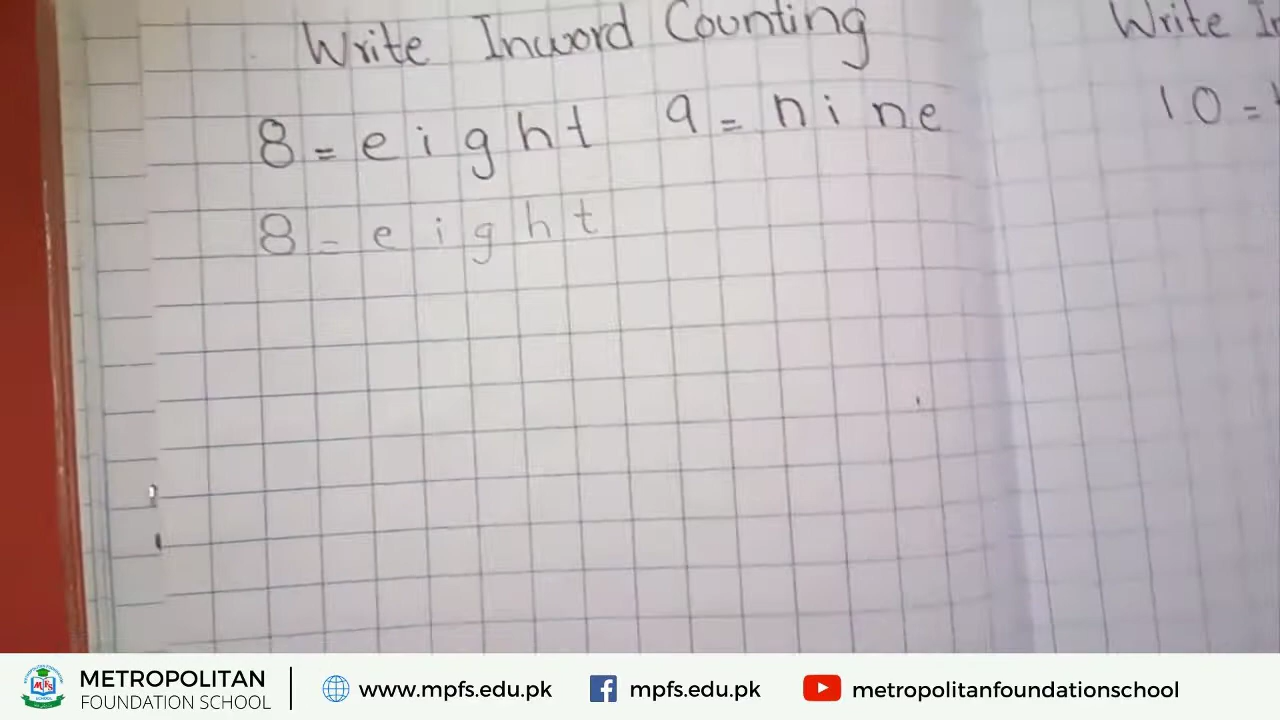 Write Inword Counting
8 = eight 9 = nine
8 = eight
Write
10 =
METROPOLITAN
FOUNDATION SCHOOL
www.mpfs.edu.pk
mpfs.edu.pk
metropolitanfoundationschool